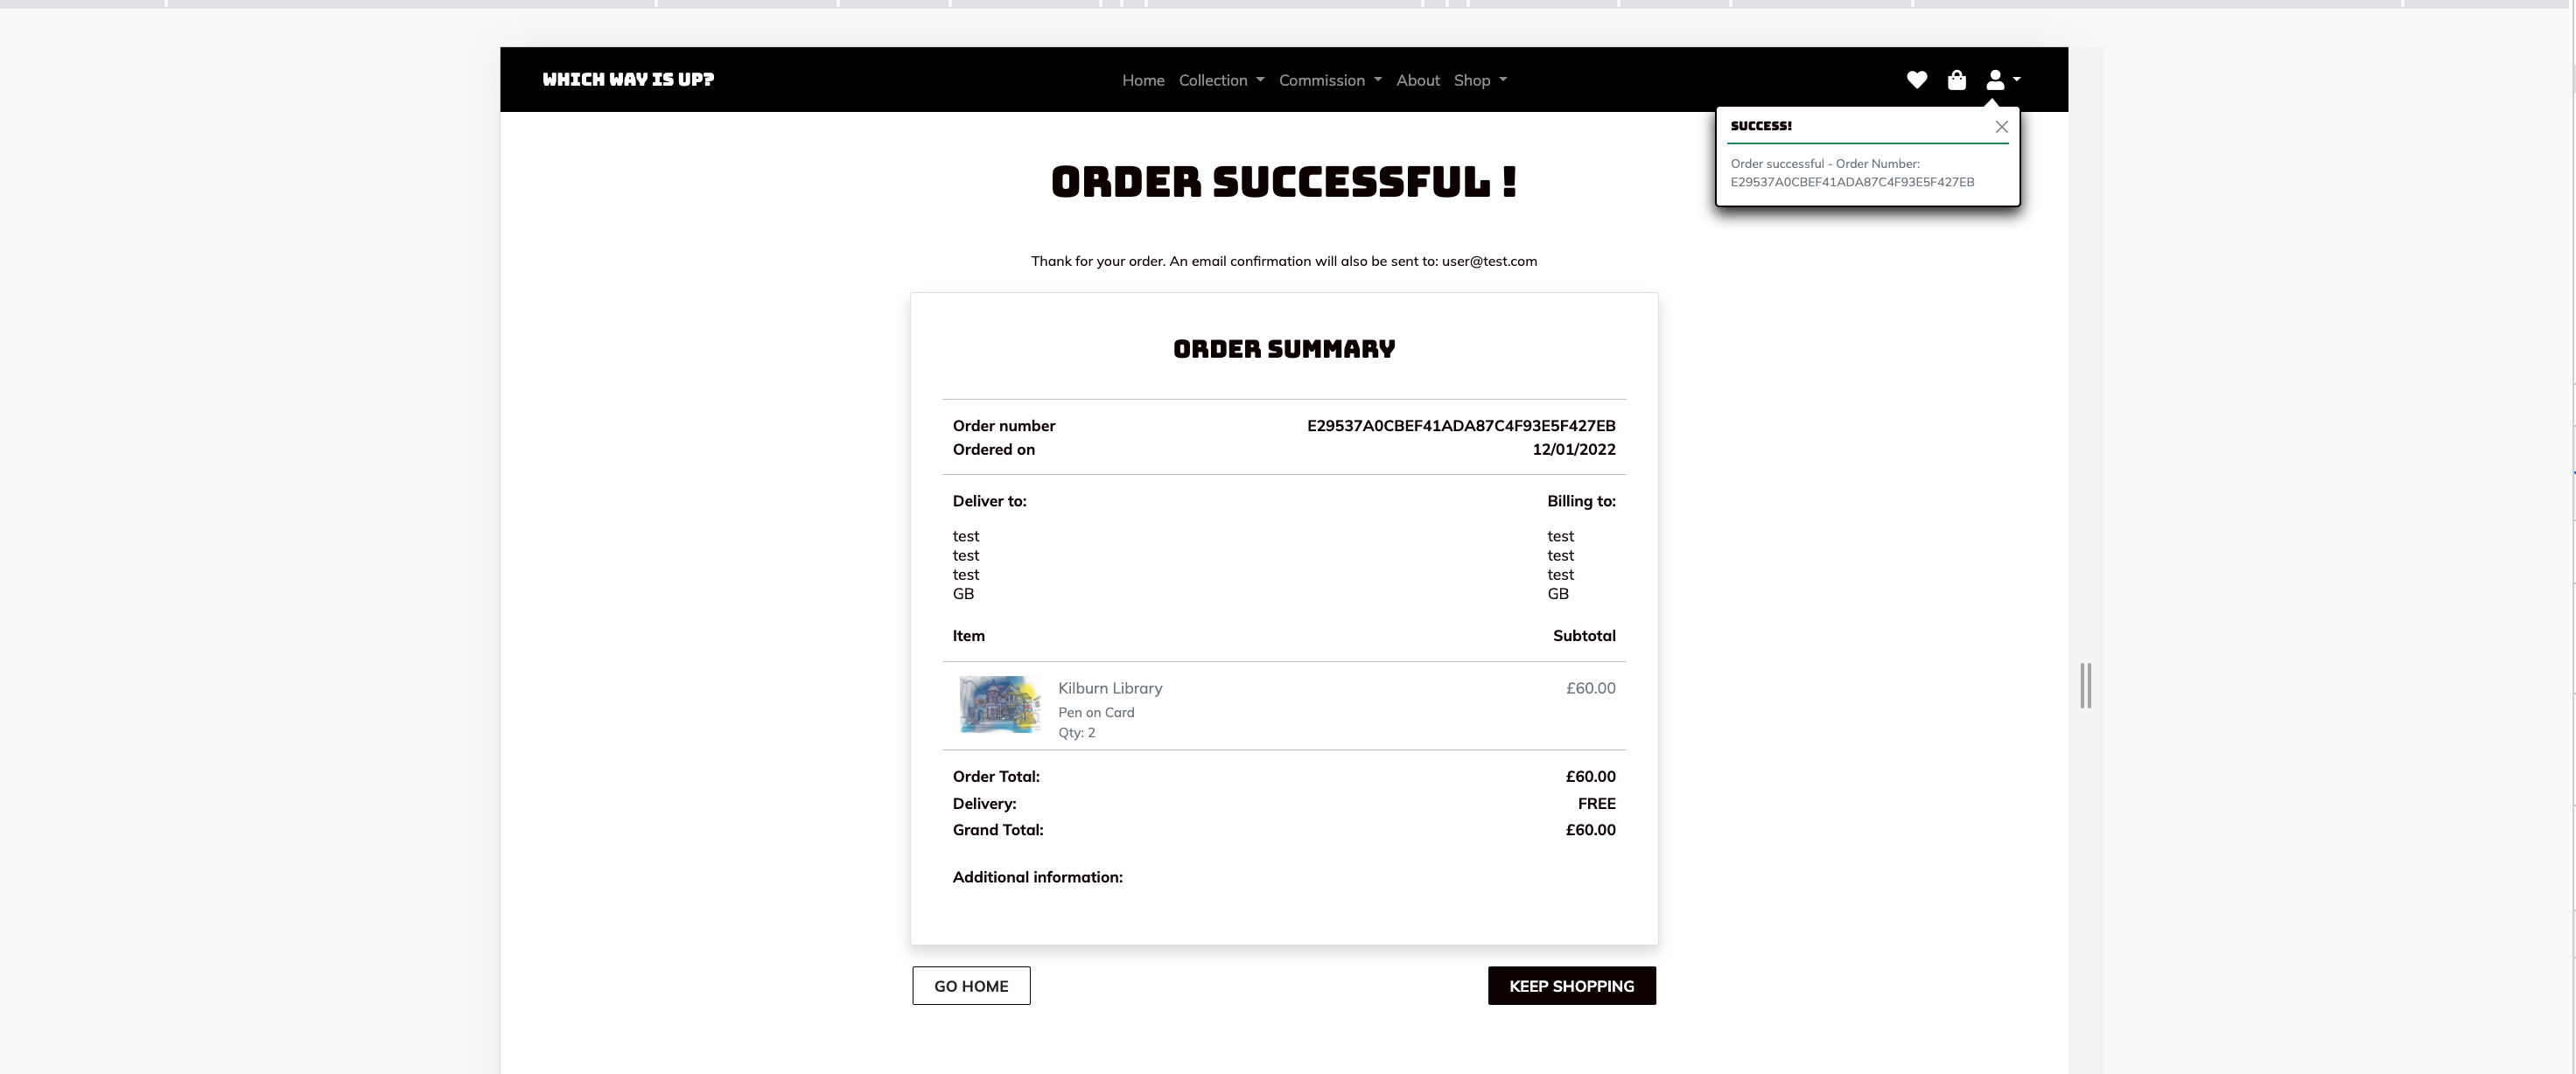 WHICH WAY IS UP?
Home Collection Commission About Shop
SUCCESS!
Order successful - Order Number:
E29537A0CBEF41ADA87C4F93E5F427EB
ORDER SUCCESSFUL !
Thank for your order. An email confirmation will also be sent to: user@test.com
ORDER SUMMARY
Order number E29537A0CBEF41ADA87C4F93E5F427EB
Ordered on 12/01/2022
Deliver to: Billing to:
test test
test test
test test
GB GB
Item Subtotal
Kilburn Library £60.00
Pen on Card
Qty: 2
Order Total: £60.00
Delivery: FREE
Grand Total: £60.00
Additional information:
GO HOME KEEP SHOPPING